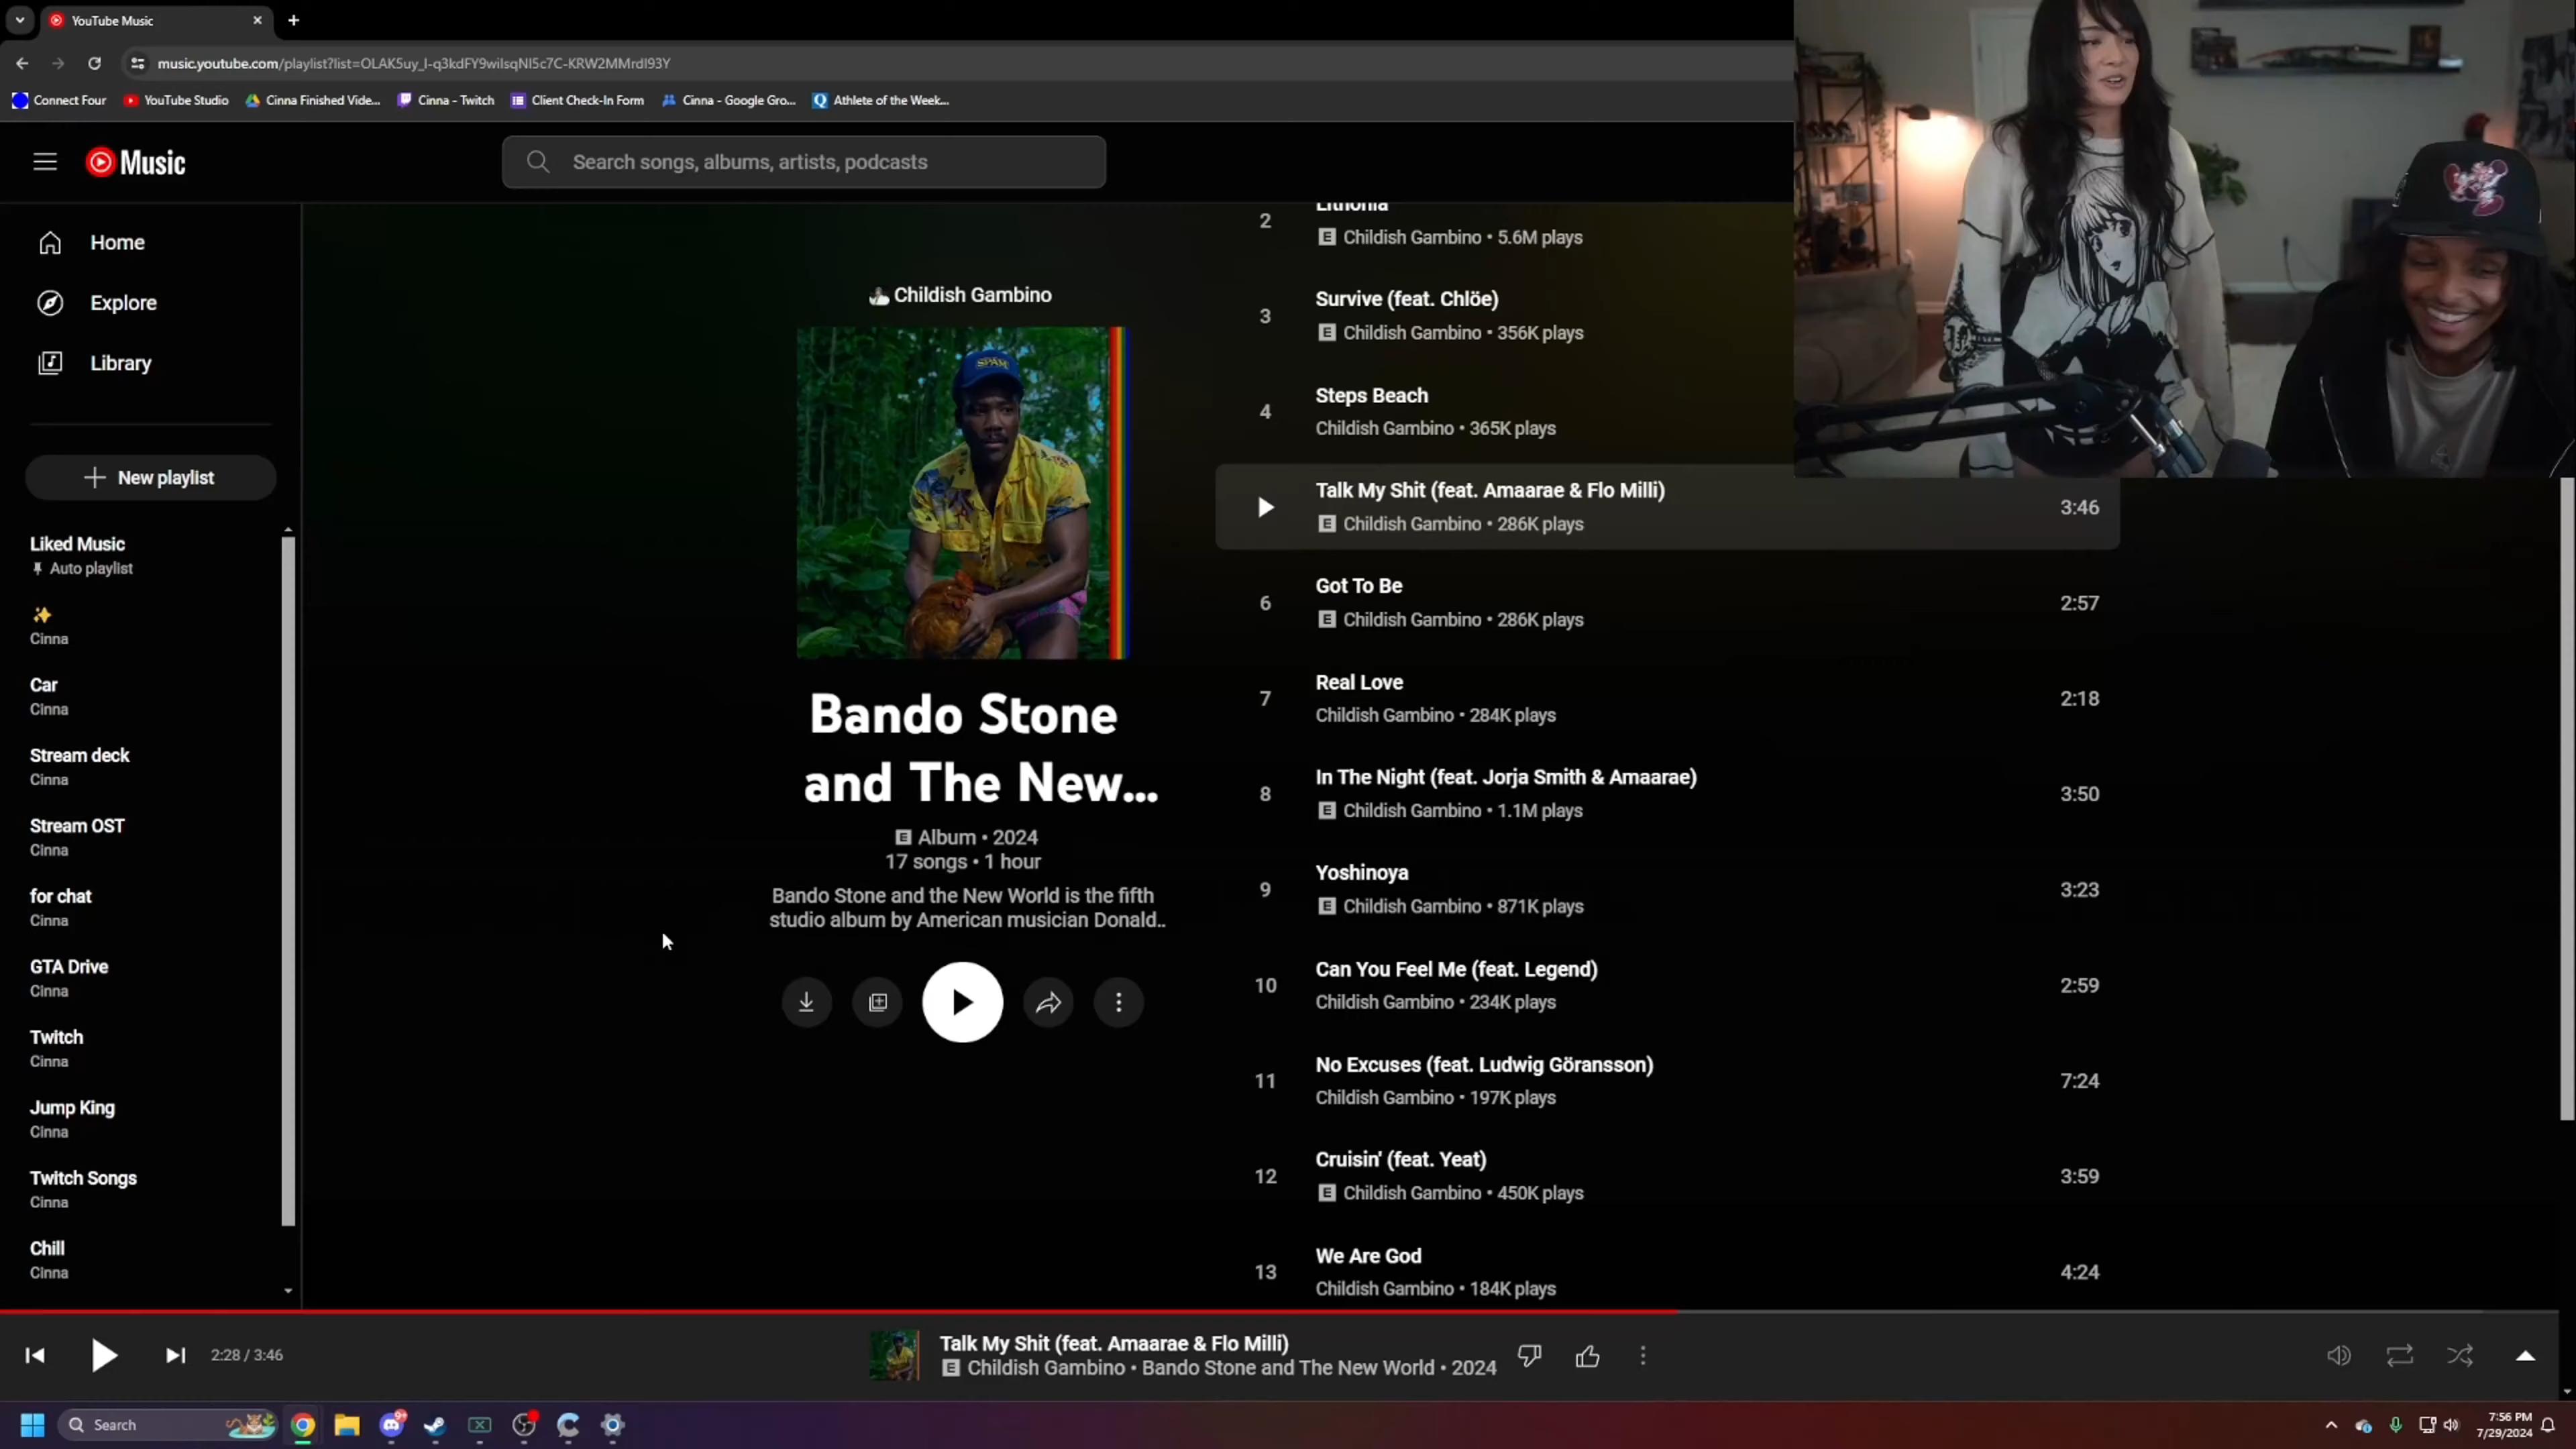 YouTube Music
music.youtube.com/playlist?list=OLAK5uy_l-q3kdFY9wiIsqNI5c7C-KRW2MMrdl93Y
Connect Four
YouTube Studio
Cinna Finished Vide...
Cinna - Twitch
Client Check-In Form
Cinna - Google Gro...
Athlete of the Week...
Music
Search songs, albums, artists, podcasts
Home
Explore
Library
New playlist
Liked Music
Auto playlist
Cinna
Car
Cinna
Stream deck
Cinna
Stream OST
Cinna
for chat
Cinna
GTA Drive
Cinna
Twitch
Cinna
Jump King
Cinna
Twitch Songs
Cinna
Chill
Cinna
Childish Gambino
SPAM
Bando Stone
and The New...
E Album • 2024
17 songs • 1 hour
Bando Stone and the New World is the fifth
studio album by American musician Donald..
2 Lithonia
E Childish Gambino • 5.6M plays
3 Survive (feat. Chlöe)
E Childish Gambino • 356K plays
4 Steps Beach
Childish Gambino • 365K plays
Talk My Shit (feat. Amaarae & Flo Milli) 3:46
E Childish Gambino • 286K plays
6 Got To Be 2:57
E Childish Gambino • 286K plays
7 Real Love 2:18
Childish Gambino • 284K plays
8 In The Night (feat. Jorja Smith & Amaarae) 3:50
E Childish Gambino • 1.1M plays
9 Yoshinoya 3:23
E Childish Gambino • 871K plays
10 Can You Feel Me (feat. Legend) 2:59
Childish Gambino • 234K plays
11 No Excuses (feat. Ludwig Göransson) 7:24
Childish Gambino • 197K plays
12 Cruisin' (feat. Yeat) 3:59
E Childish Gambino • 450K plays
13 We Are God 4:24
Childish Gambino • 184K plays
2:28 / 3:46
Talk My Shit (feat. Amaarae & Flo Milli)
E Childish Gambino • Bando Stone and The New World • 2024
Search
9+
7:56 PM
7/29/2024